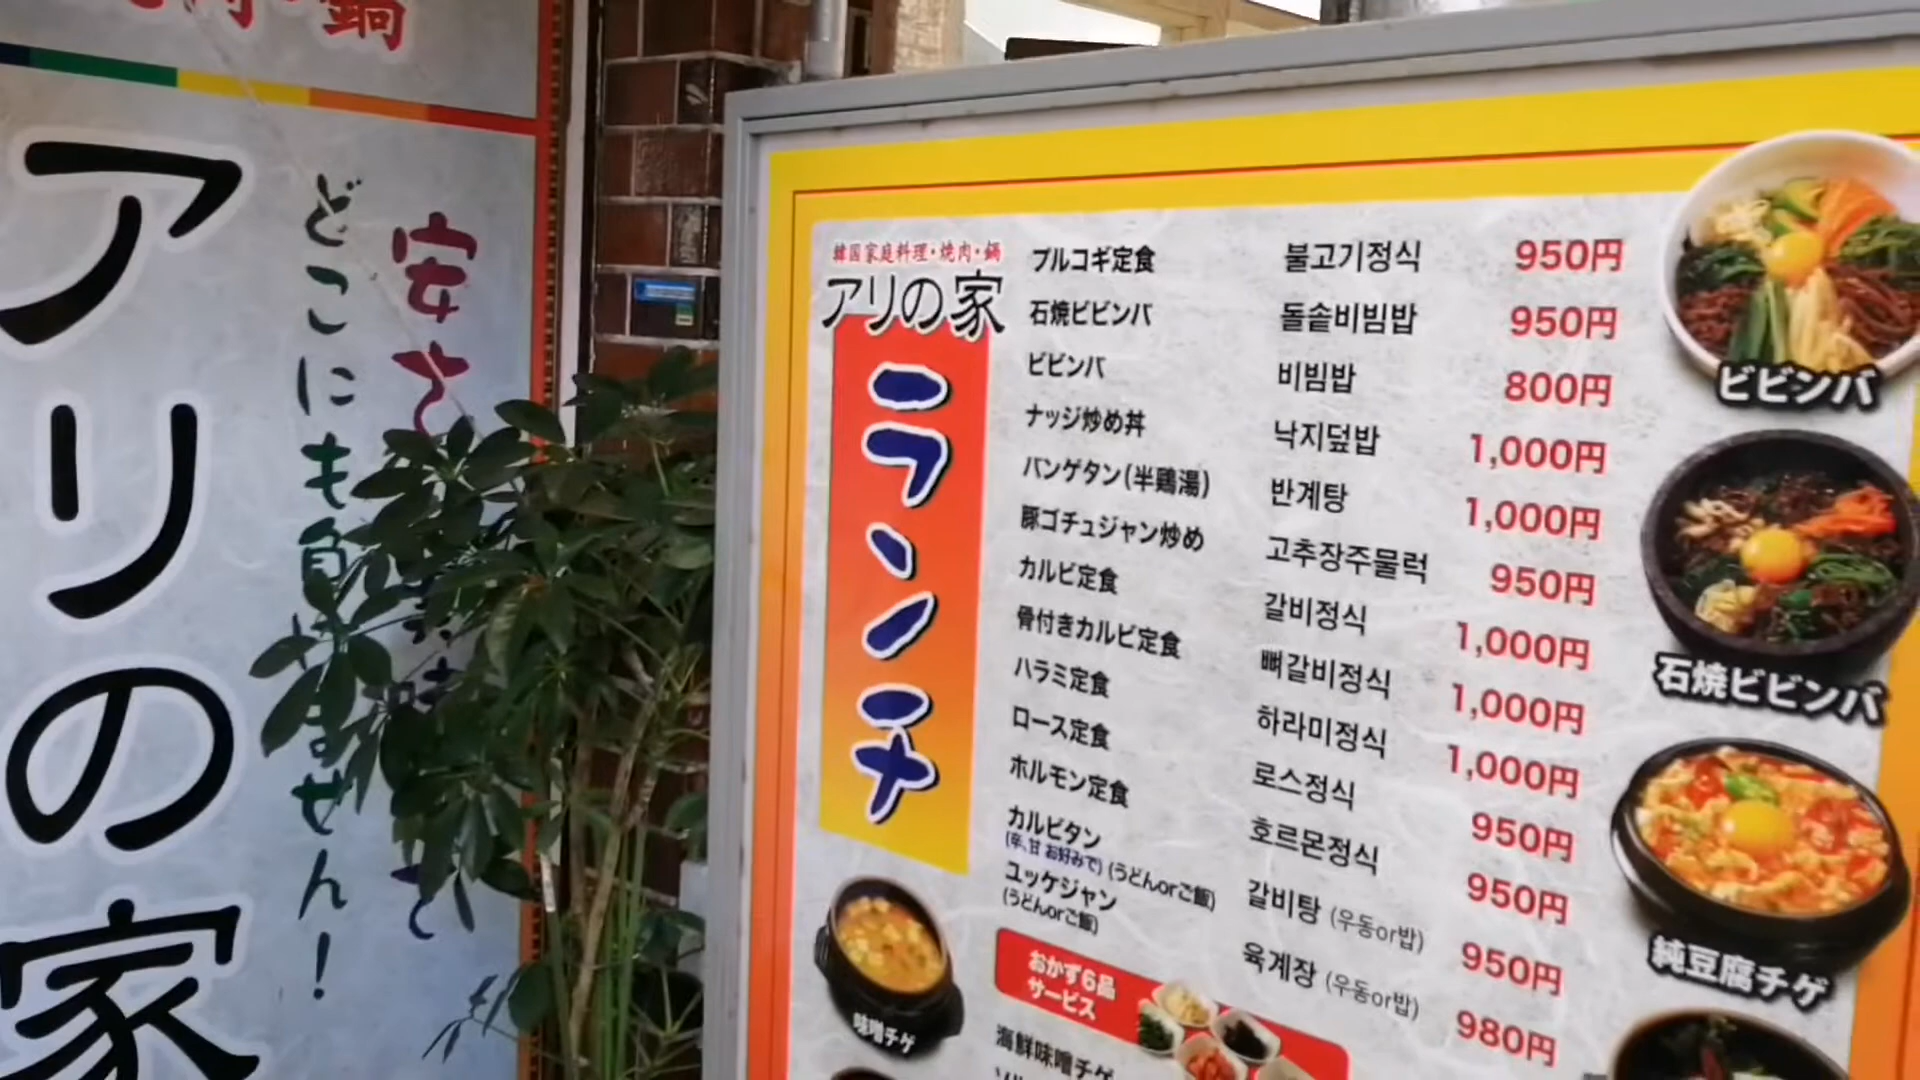 鍋
アリの家
安さと
どこにも負けません!
韓国家庭料理・焼肉・鍋
アリの家
ランチ
プルコギ定食 불고기정식 950円
石焼ビビンバ 돌솥비빔밥 950円
ビビンバ 비빔밥 800円
ナッジ炒め丼 낙지덮밥 1,000円
バンゲタン(半鶏湯) 반계탕 1,000円
豚ゴチュジャン炒め 고추장주물럭 950円
カルビ定食 갈비정식 1,000円
骨付きカルビ定食 뼈갈비정식 1,000円
ハラミ定食 하라미정식 1,000円
ロース定食 로스정식 950円
ホルモン定食 호르몬정식 950円
カルビタン 갈비탕 (우동or밥) 950円
(辛、甘 お好みで) (うどんorご飯)
ユッケジャン 육계장 (우동or밥) 980円
(うどんorご飯)
おかず6品
サービス
海鮮味噌チゲ
味噌チゲ
ビビンバ
石焼ビビンバ
純豆腐チゲ